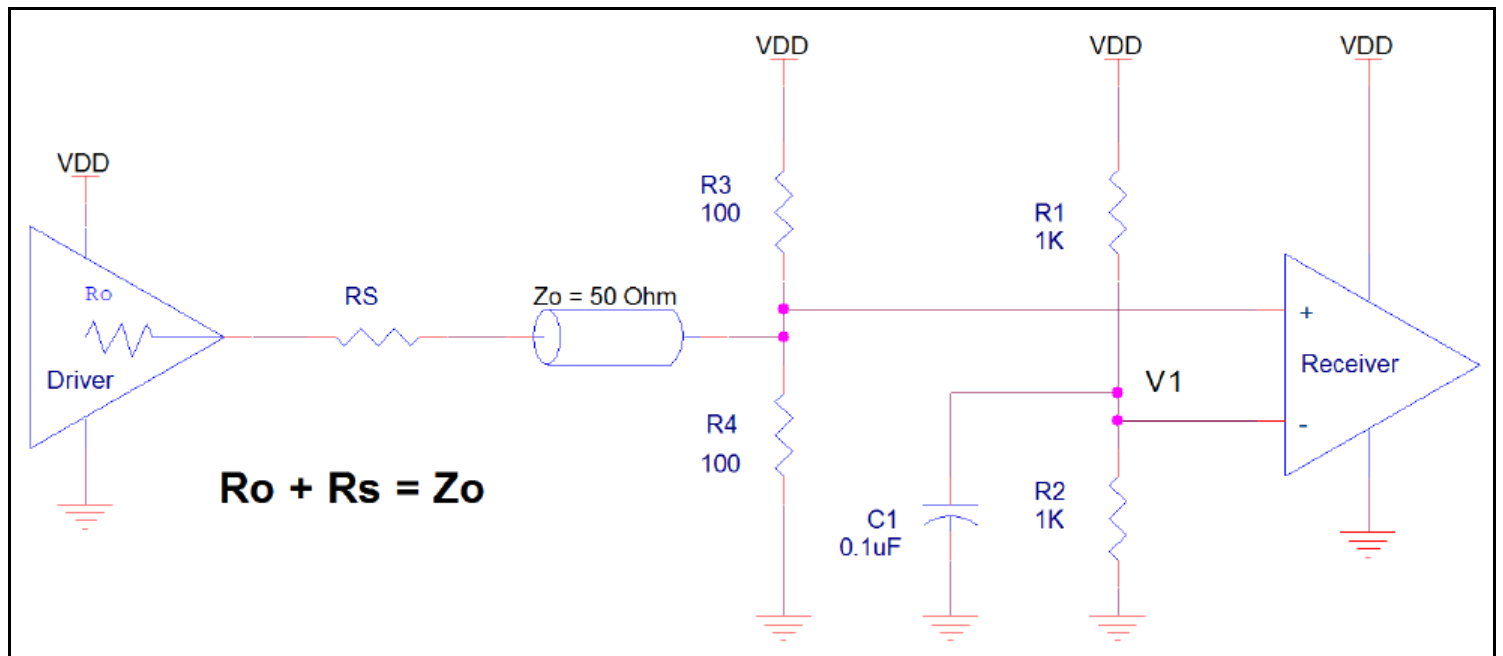 VDD
VDD
VDD
VDD
R3
100
R1
1K
Ro
RS
Zo = 50 Ohm
+
Driver
Receiver
V1
R4
100
-
Ro + Rs = Zo
R2
1K
C1
0.1uF